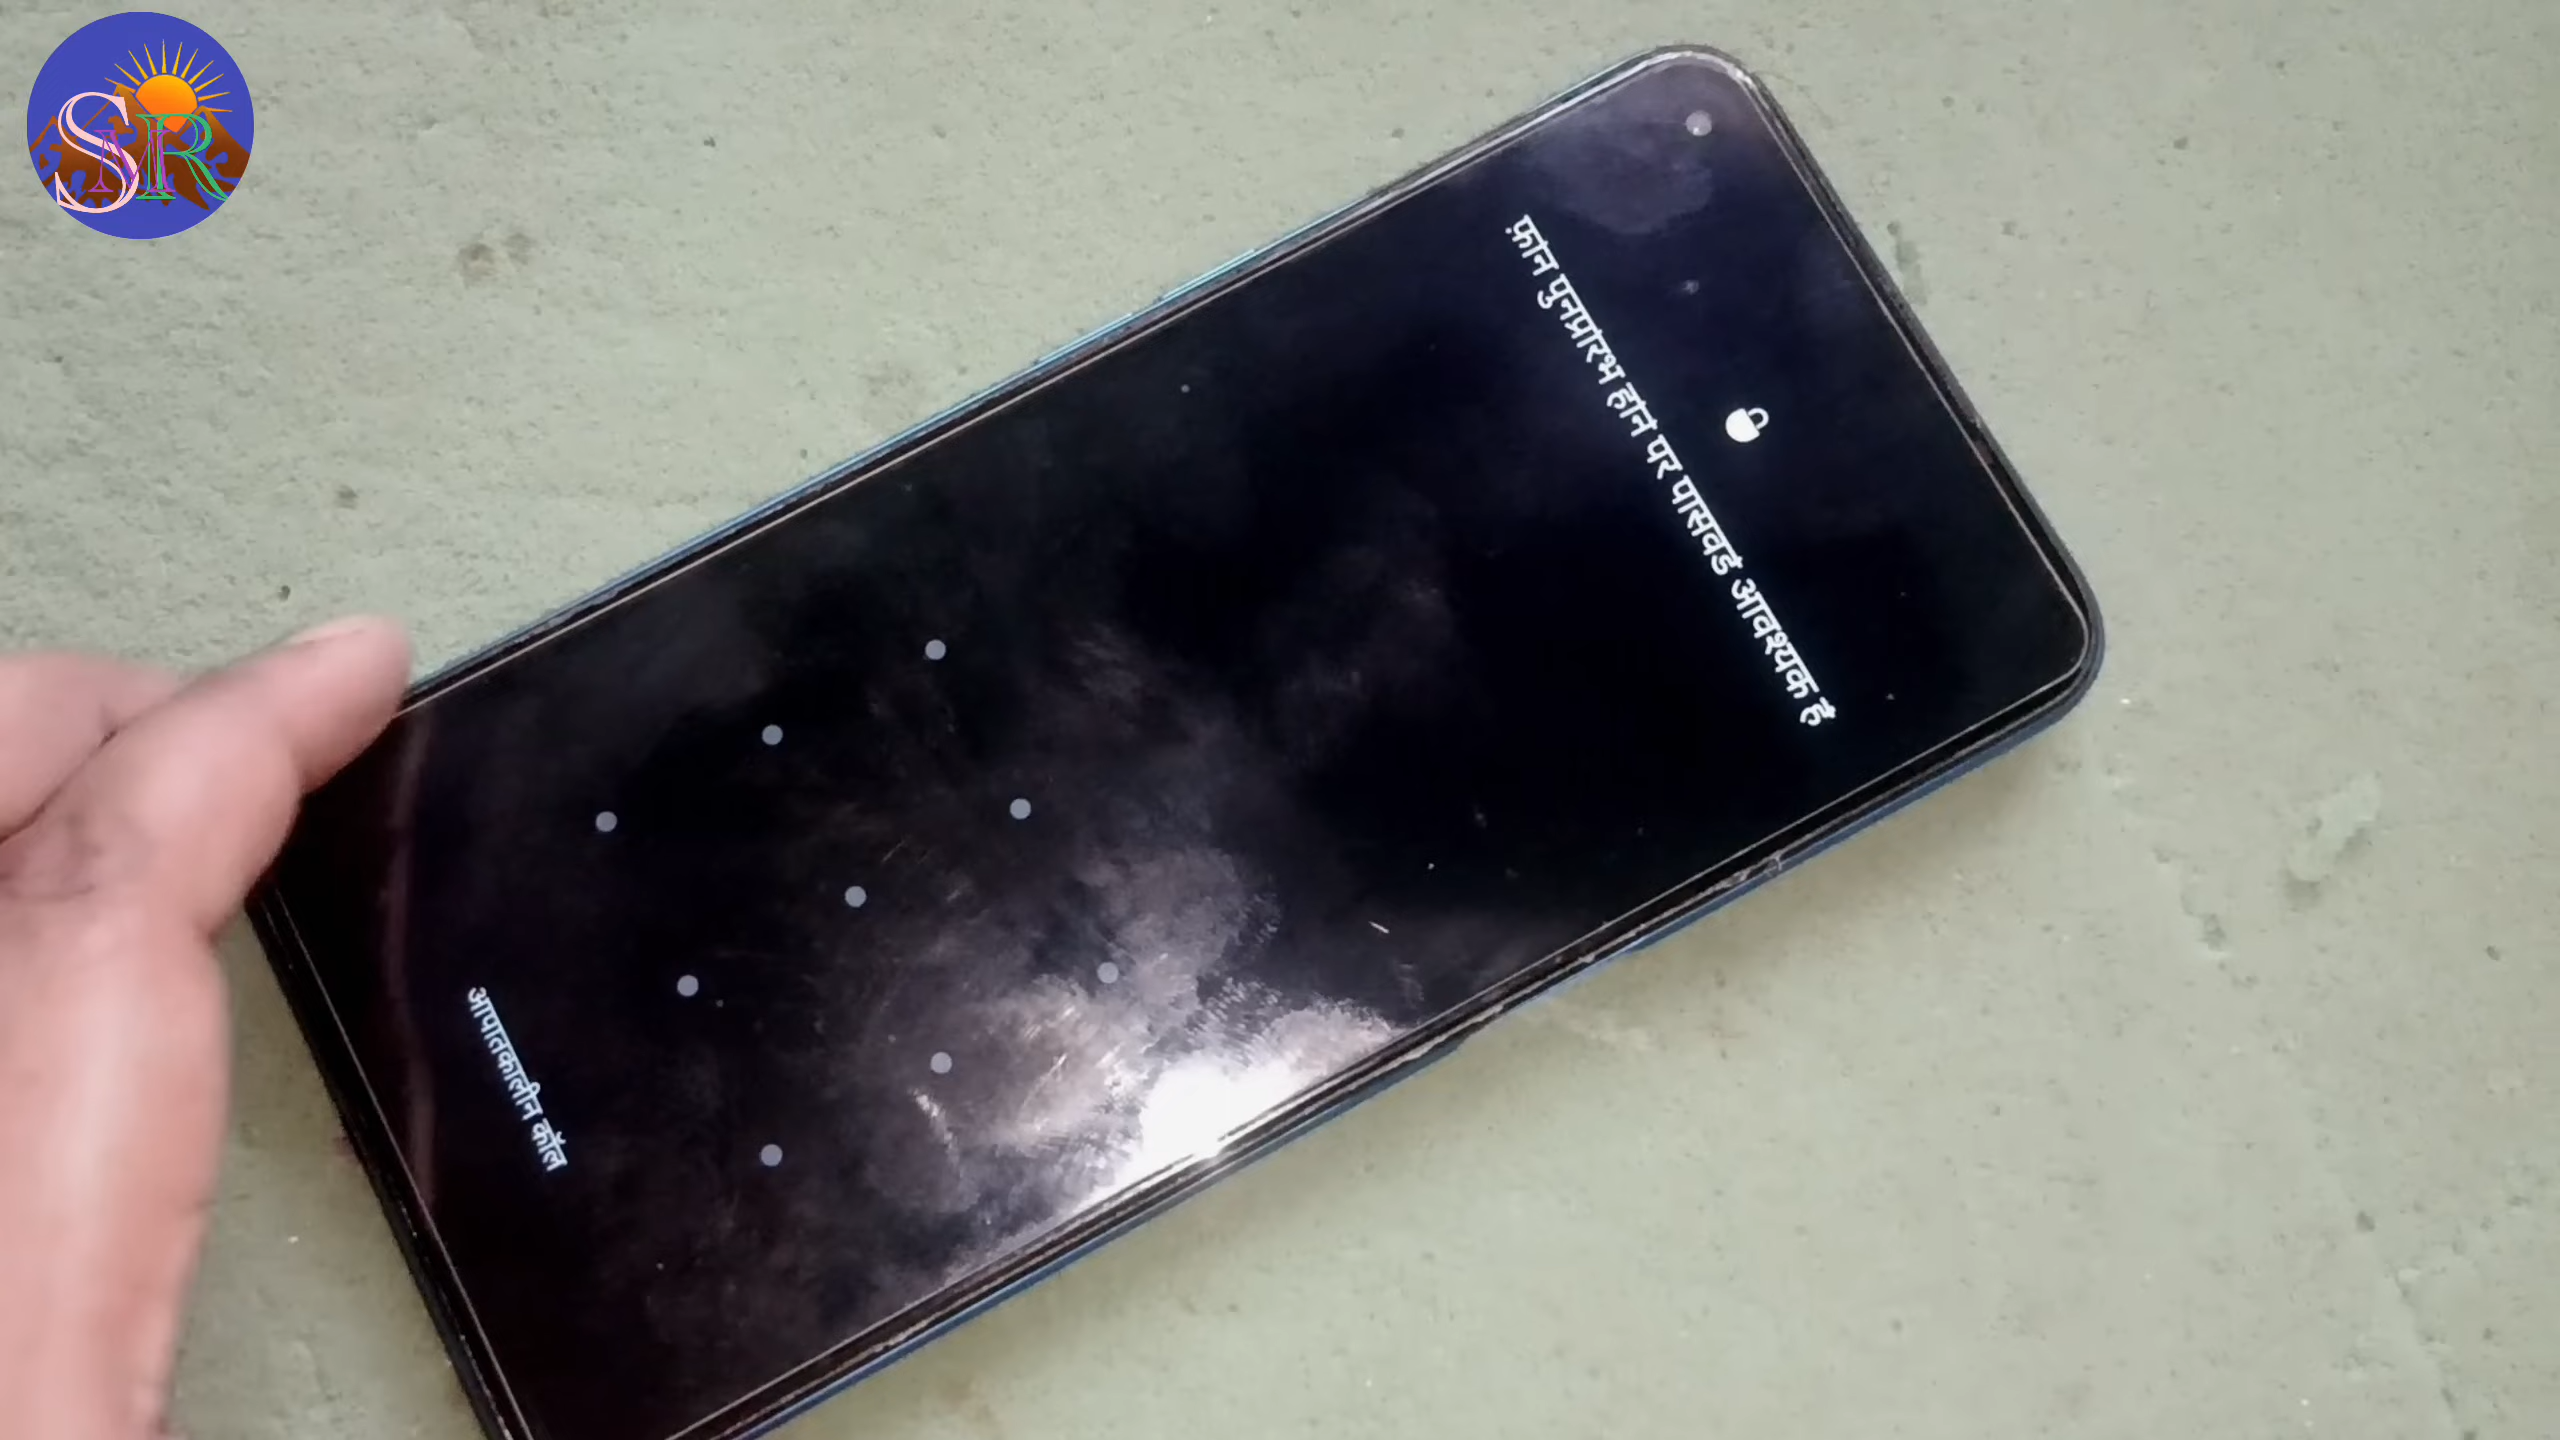 SMR
फ़ोन पुनप्रारंभ होने पर पासवर्ड आवश्यक है
आपातकालीन कॉल